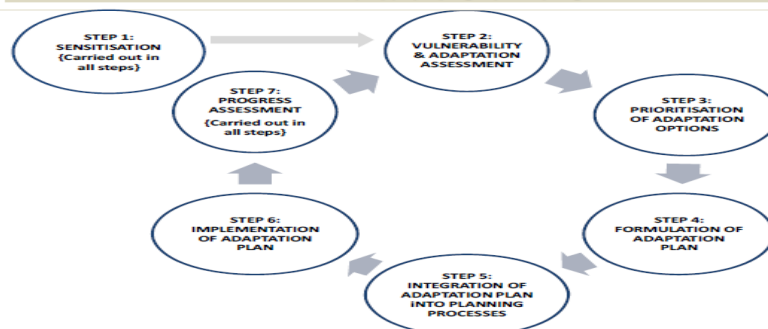 STEP 1:
SENSITISATION
{Carried out in
all steps}
STEP 2:
VULNERABILITY
& ADAPTATION
ASSESSMENT
STEP 3:
PRIORITISATION
OF ADAPTATION
OPTIONS
STEP 4:
FORMULATION OF
ADAPTATION
PLAN
STEP 5:
INTEGRATION OF
ADAPTATION PLAN
iNTO PLANNING
PROCESSES
STEP 6:
IMPLEMENTATION
OF ADAPTATION
PLAN
STEP 7:
PROGRESS
ASSESSMENT
{Carried out in
all steps}